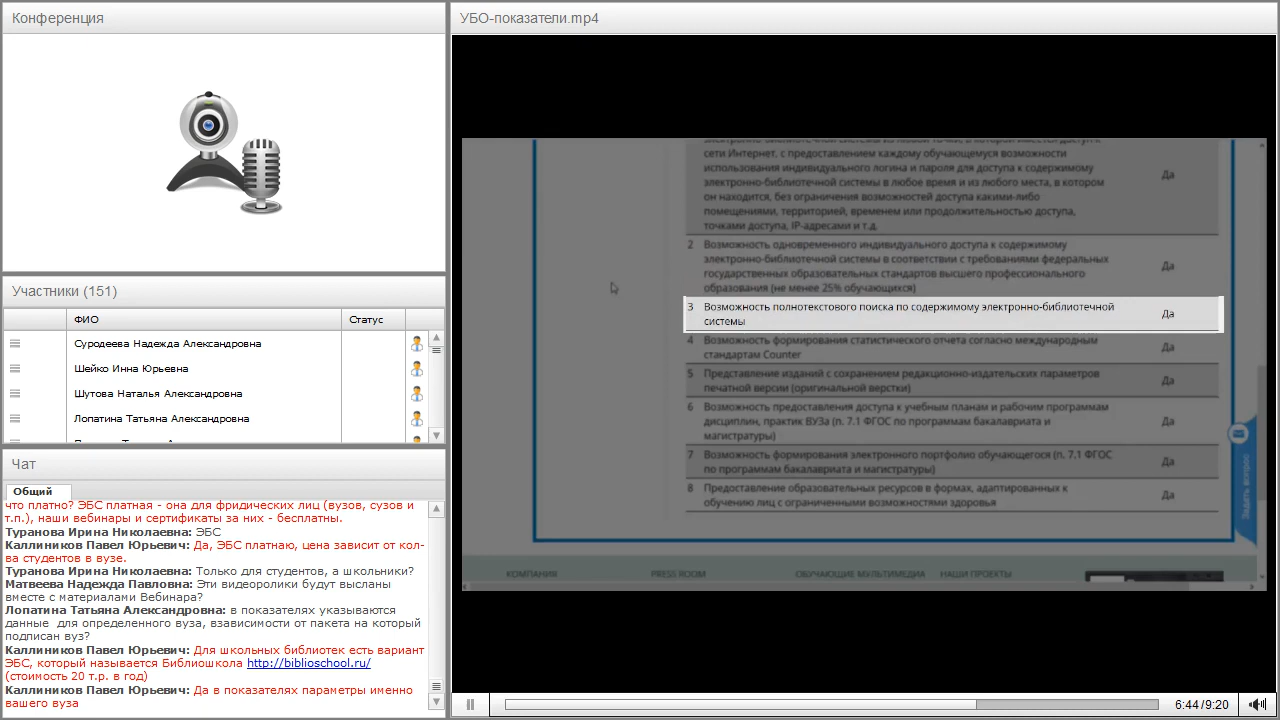 Конференция
Участники (151)
ФИО
Статус
Суродеева Надежда Александровна
Шейко Инна Юрьевна
Шутова Наталья Александровна
Лопатина Татьяна Александровна
Чат
Общий
что платно? ЭБС платная - она для фридических лиц (вузов, сузов и
т.п.), наши вебинары и сертификаты за них - бесплатны.
Туранова Ирина Николаевна: ЭБС
Каллиников Павел Юрьевич: Да, ЭБС платнаю, цена зависит от кол-
ва студентов в вузе.
Туранова Ирина Николаевна: Только для студентов, а школьники?
Матвеева Надежда Павловна: Эти видеоролики будут высланы
вместе с материалами Вебинара?
Лопатина Татьяна Александровна: в показателях указываются
данные для определенного вуза, взависимости от пакета на который
подписан вуз?
Каллиников Павел Юрьевич: Для школьных библиотек есть вариант
ЭБС, который называется Библиошкола http://biblioschool.ru/
(стоимость 20 т.р. в год)
Каллиников Павел Юрьевич: Да в показателях параметры именно
вашего вуза
УБО-показатели.mp4
сети Интернет, с предоставлением каждому обучающемуся возможности
использования индивидуального логина и пароля для доступа к содержимому
электронно-библиотечной системы в любое время и из любого места, в котором
он находится, без ограничения возможностей доступа какими-либо
помещениями, территорией, временем или продолжительностью доступа,
точками доступа, IP-адресами и т.д.
Да
2 Возможность одновременного индивидуального доступа к содержимому
электронно-библиотечной системы в соответствии с требованиями федеральных
государственных образовательных стандартов высшего профессионального
образования (не менее 25% обучающихся)
Да
3 Возможность полнотекстового поиска по содержимому электронно-библиотечной
системы
Да
4 Возможность формирования статистического отчета согласно международным
стандартам Counter
Да
5 Представление изданий с сохранением редакционно-издательских параметров
печатной версии (оригинальной верстки)
Да
6 Возможность предоставления доступа к учебным планам и рабочим программам
дисциплин, практик ВУЗа (п. 7.1 ФГОС по программам бакалавриата и
магистратуры)
Да
7 Возможность формирования электронного портфолио обучающегося (п. 7.1 ФГОС
по программам бакалавриата и магистратуры)
Да
8 Предоставление образовательных ресурсов в формах, адаптированных к
обучению лиц с ограниченными возможностями здоровья
Да
Задать вопрос
КОМПАНИЯ
PRESS ROOM
ОБУЧАЮЩИЕ МУЛЬТИМЕДИА
НАШИ ПРОЕКТЫ
6:44/9:20